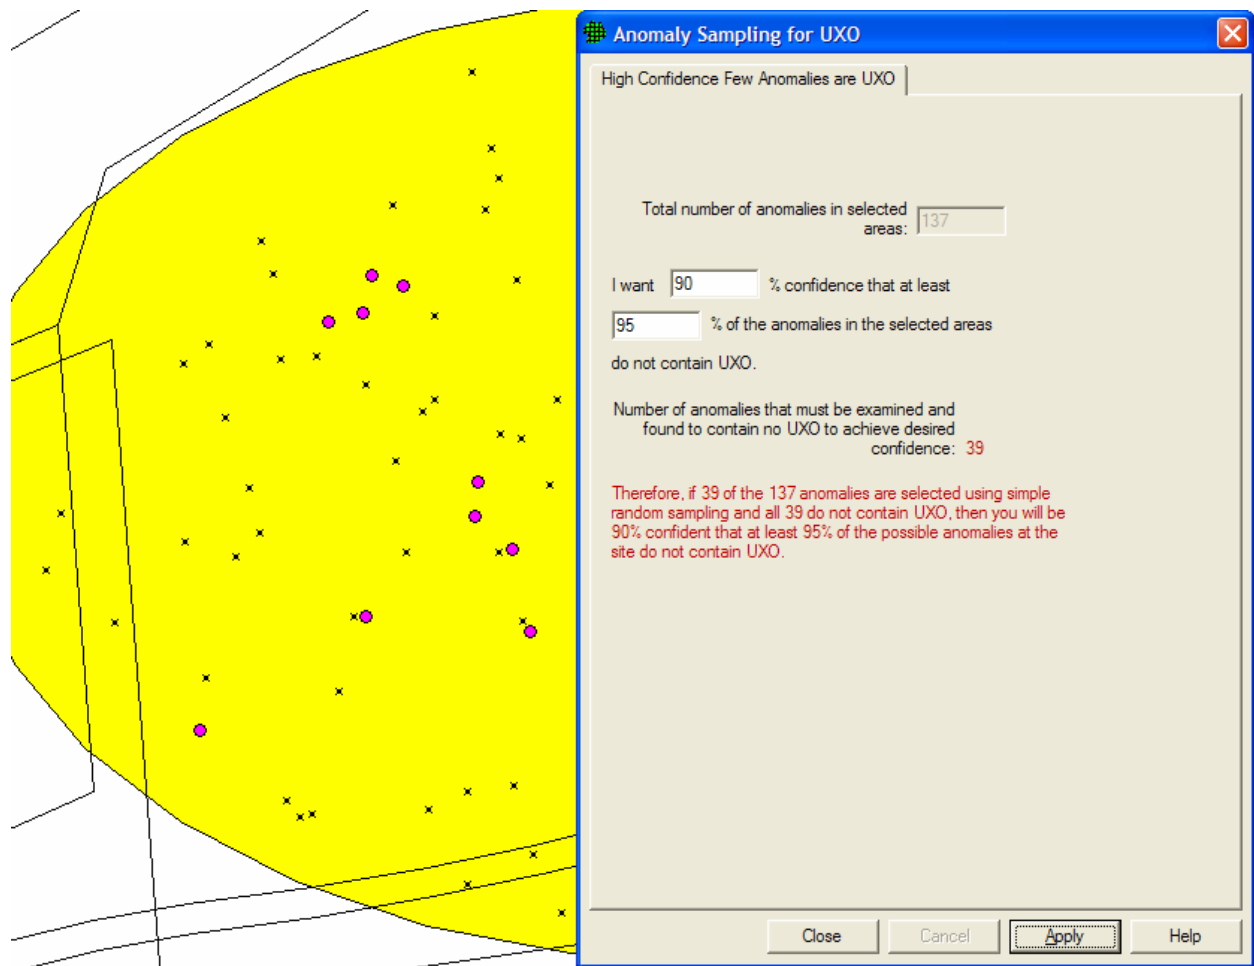 Anomaly Sampling for UXO
High Confidence Few Anomalies are UXO
Total number of anomalies in selected
areas: 137
I want 90 % confidence that at least
95 % of the anomalies in the selected areas
do not contain UXO.
Number of anomalies that must be examined and
found to contain no UXO to achieve desired
confidence: 39
Therefore, if 39 of the 137 anomalies are selected using simple
random sampling and all 39 do not contain UXO, then you will be
90% confident that at least 95% of the possible anomalies at the
site do not contain UXO.
Close Cancel Apply Help